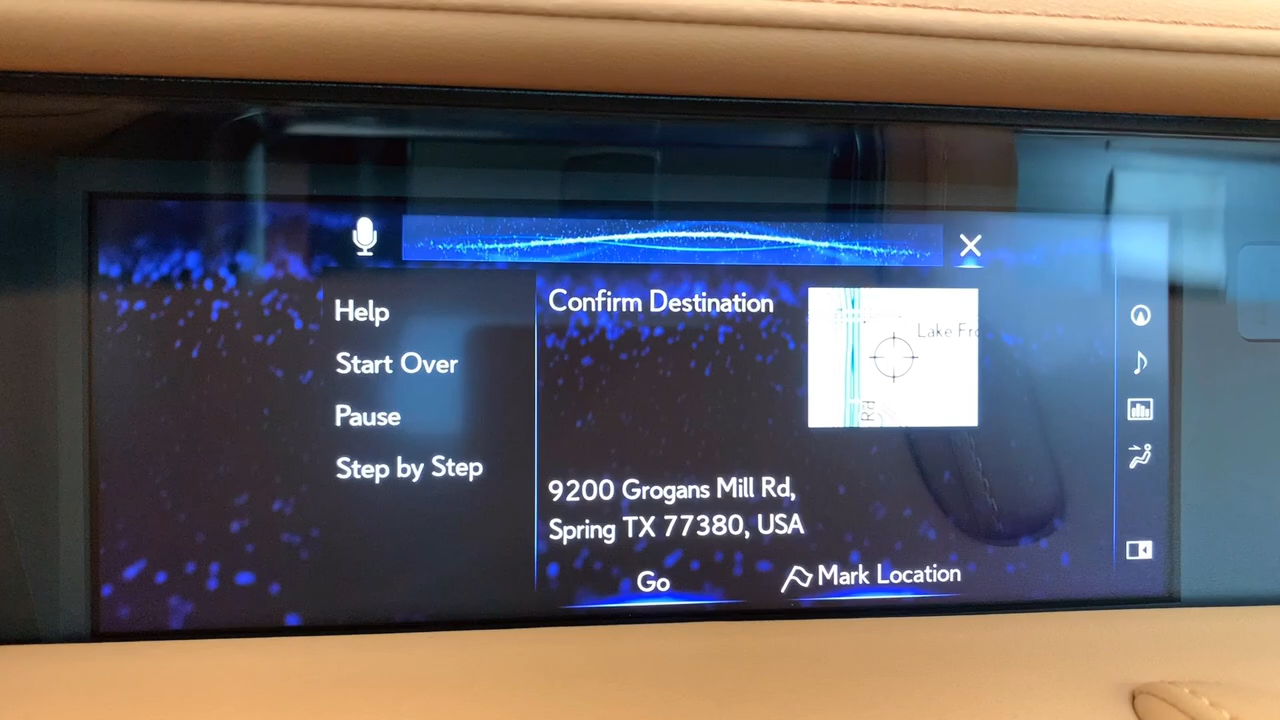 Help
Start Over
Pause
Step by Step
Confirm Destination
Lake
Rd
9200 Grogans Mill Rd,
Spring TX 77380, USA
Go
Mark Location